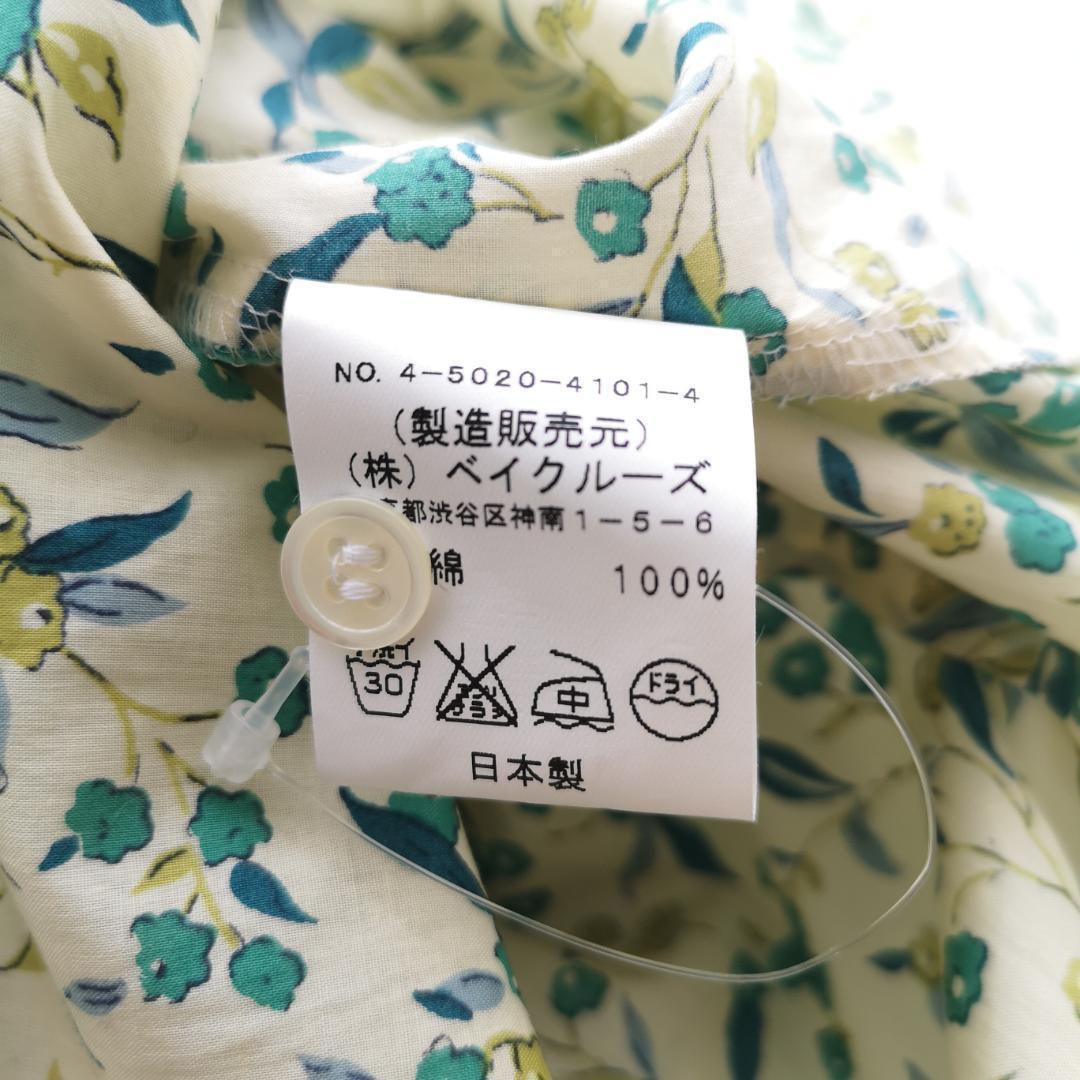 NO. 4-5020-4101-4
(製造販売元)
(株) ベイクルーズ
都渋谷区神南1-5-6
綿 100%
30 中 ドライ
日本製